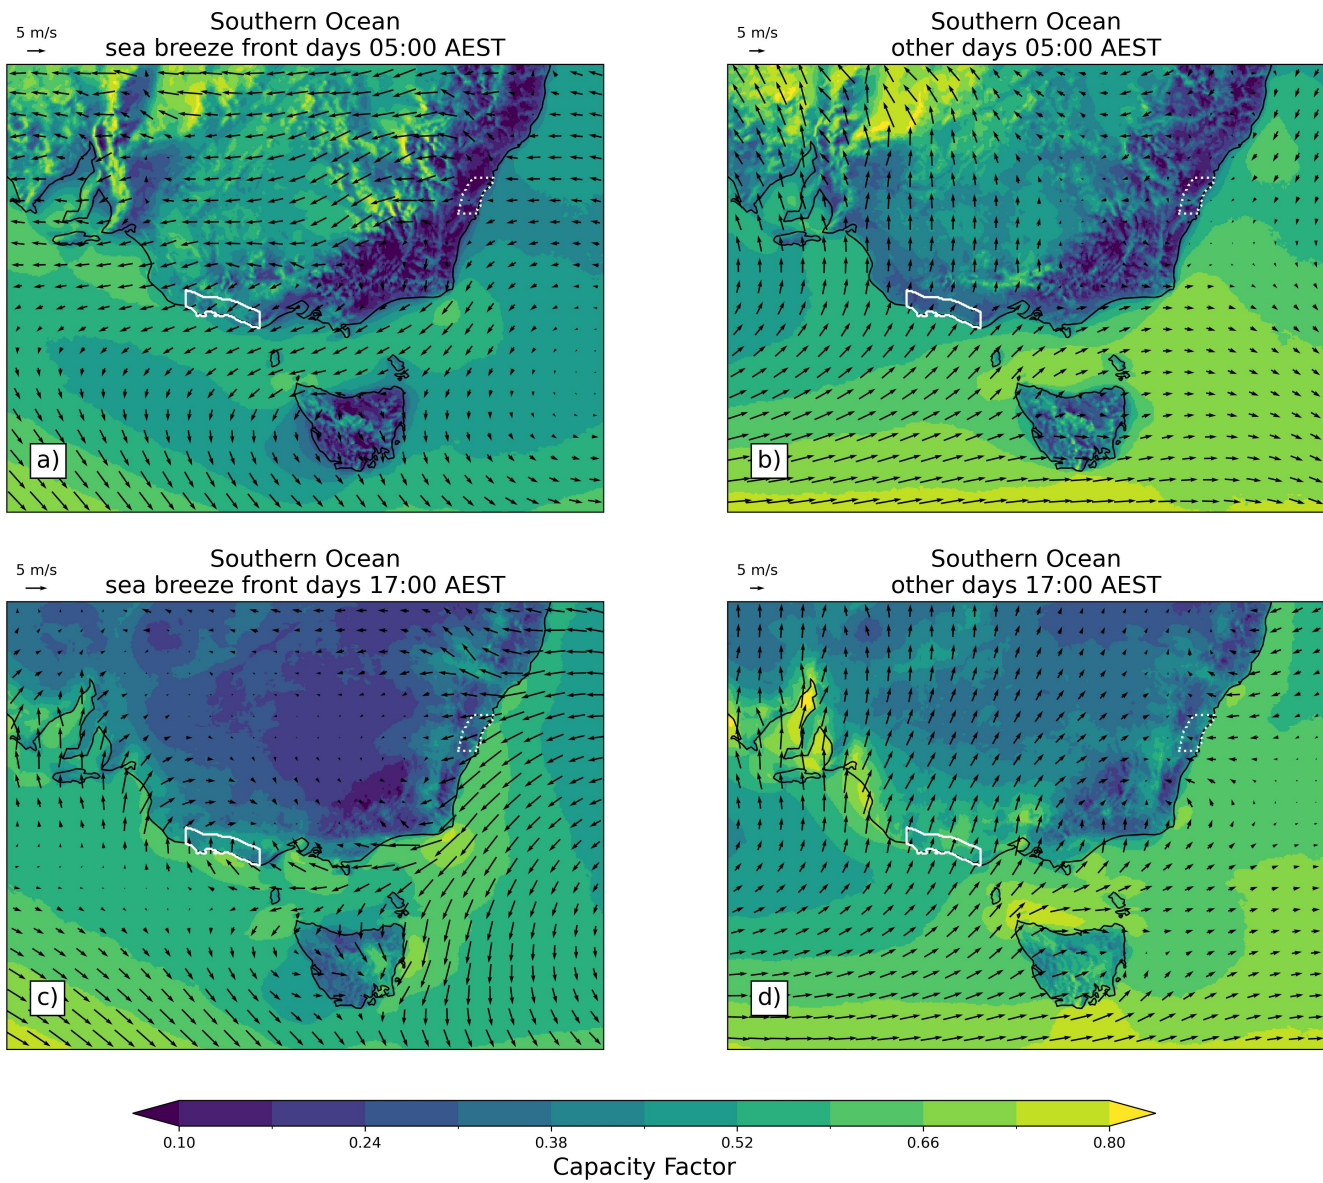 Southern Ocean
sea breeze front days 05:00 AEST
5 m/s
Southern Ocean
other days 05:00 AEST
5 m/s
a)
b)
Southern Ocean
sea breeze front days 17:00 AEST
5 m/s
Southern Ocean
other days 17:00 AEST
5 m/s
c)
d)
0.10 0.24 0.38 0.52 0.66 0.80
Capacity Factor